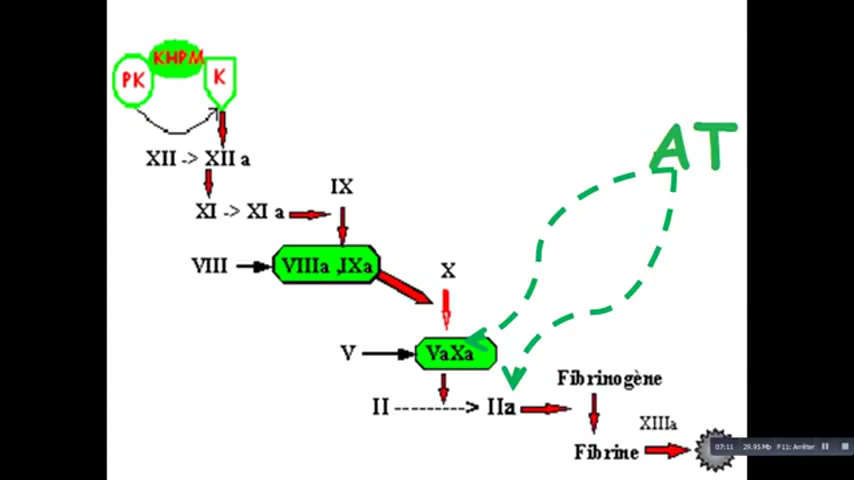 KHPM
PK K
AT
XII -> XII a
IX
XI -> XI a
VIII VIIIa ,IXa X
V VaXa
Fibrinogène
II --------> IIa
XIIIa
Fibrine
07:11 29.95 Mb F11: Arrêter